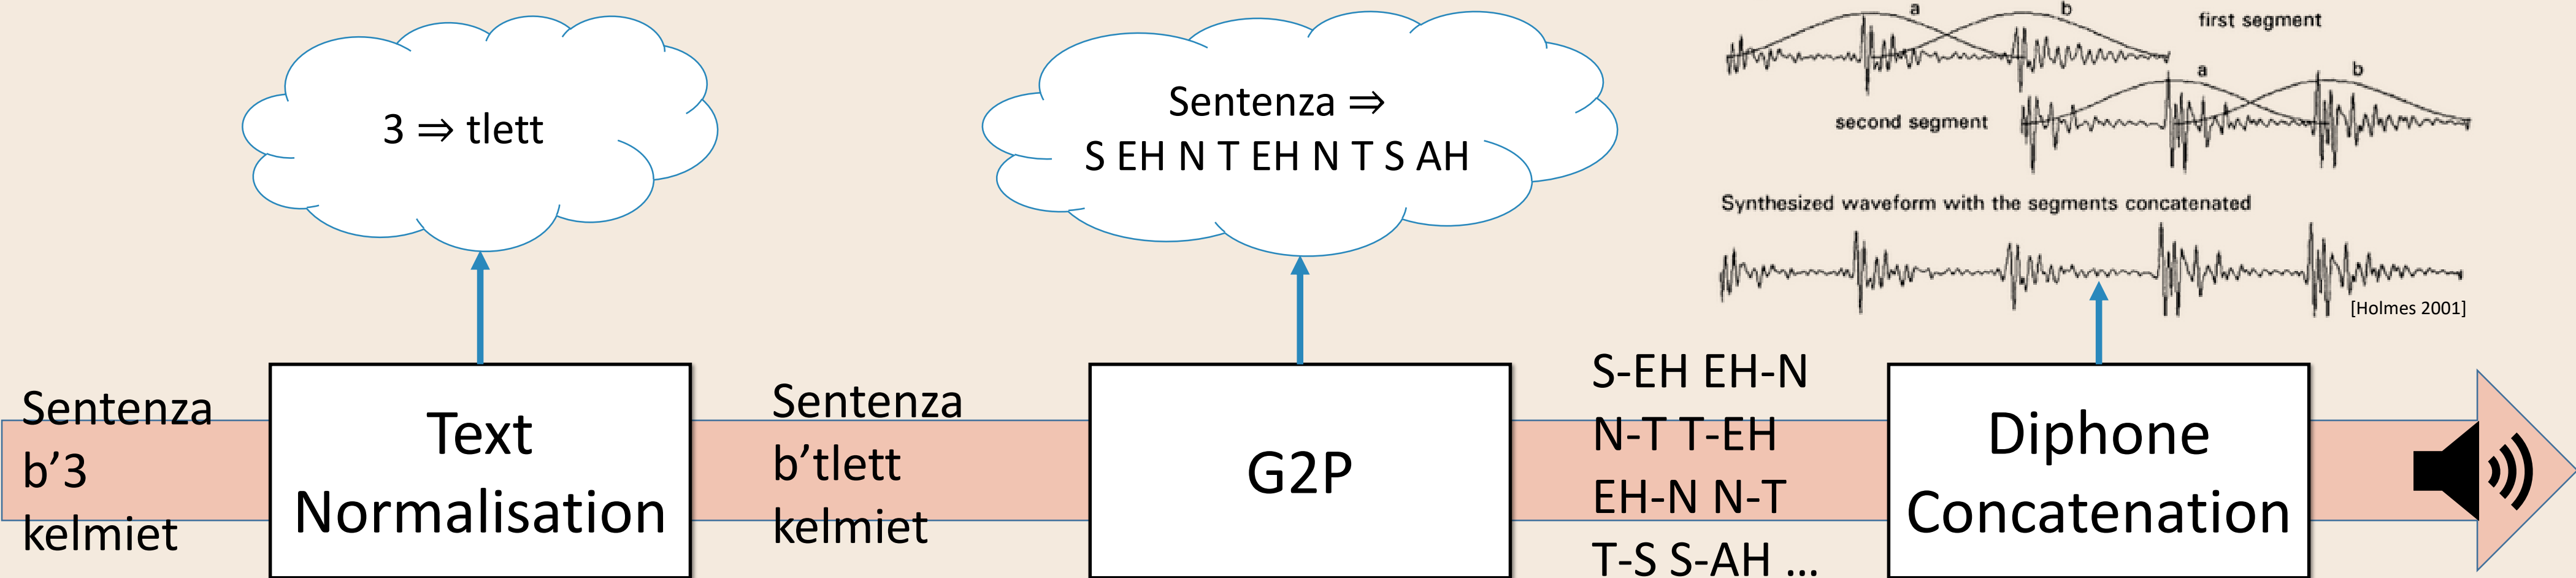 3 ⇒ tlett
Sentenza ⇒
S EH N T EH N T S AH
a
b
first segment
a
b
second segment
Synthesized waveform with the segments concatenated
[Holmes 2001]
Sentenza
b’3
kelmiet
Text
Normalisation
Sentenza
b’tlett
kelmiet
G2P
S-EH EH-N
N-T T-EH
EH-N N-T
T-S S-AH ...
Diphone
Concatenation